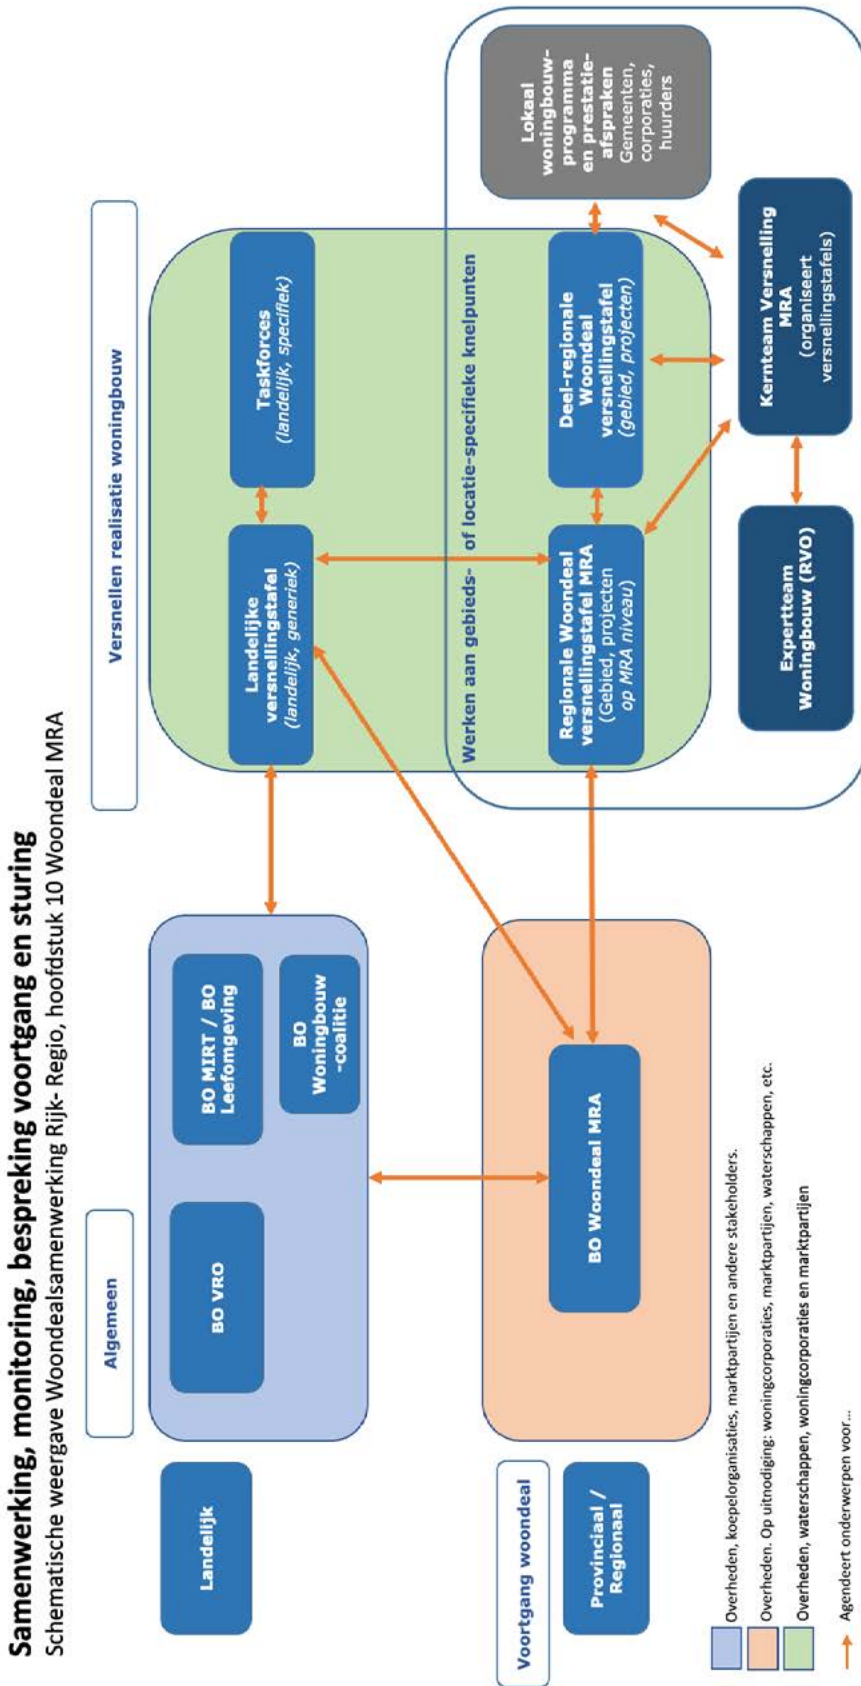 Samenwerking, monitoring, bespreking voortgang en sturing
Schematische weergave Woondealsamenwerking Rijk- Regio, hoofdstuk 10 Woondeal MRA
Algemeen
Versnellen realisatie woningbouw
Landelijk
BO VRO
BO MIRT / BO
Leefomgeving
BO
Woningbouw
-coalitie
Landelijke
versnellingstafel
(landelijk, generiek)
Taskforces
(landelijk, specifiek)
Werken aan gebieds- of locatie-specifieke knelpunten
Voortgang woondeal
Provinciaal /
Regionaal
BO Woondeal MRA
Regionale Woondeal
versnellingstafel MRA
(Gebied, projecten
op MRA niveau)
Deel-regionale
Woondeal
versnellingstafel
(gebied, projecten)
Lokaal
woningbouw-
programma
en prestatie-
afspraken
Gemeenten,
corporaties,
huurders
Experttteam
Woningbouw (RVO)
Kernteam Versnelling
MRA
(organiseert
versnellingstafels)
Overheden, koepelorganisaties, marktpartijen en andere stakeholders.
Overheden. Op uitnodiging: woningcorporaties, marktpartijen, waterschappen, etc.
Overheden, waterschappen, woningcorporaties en marktpartijen
Agendeert onderwerpen voor...